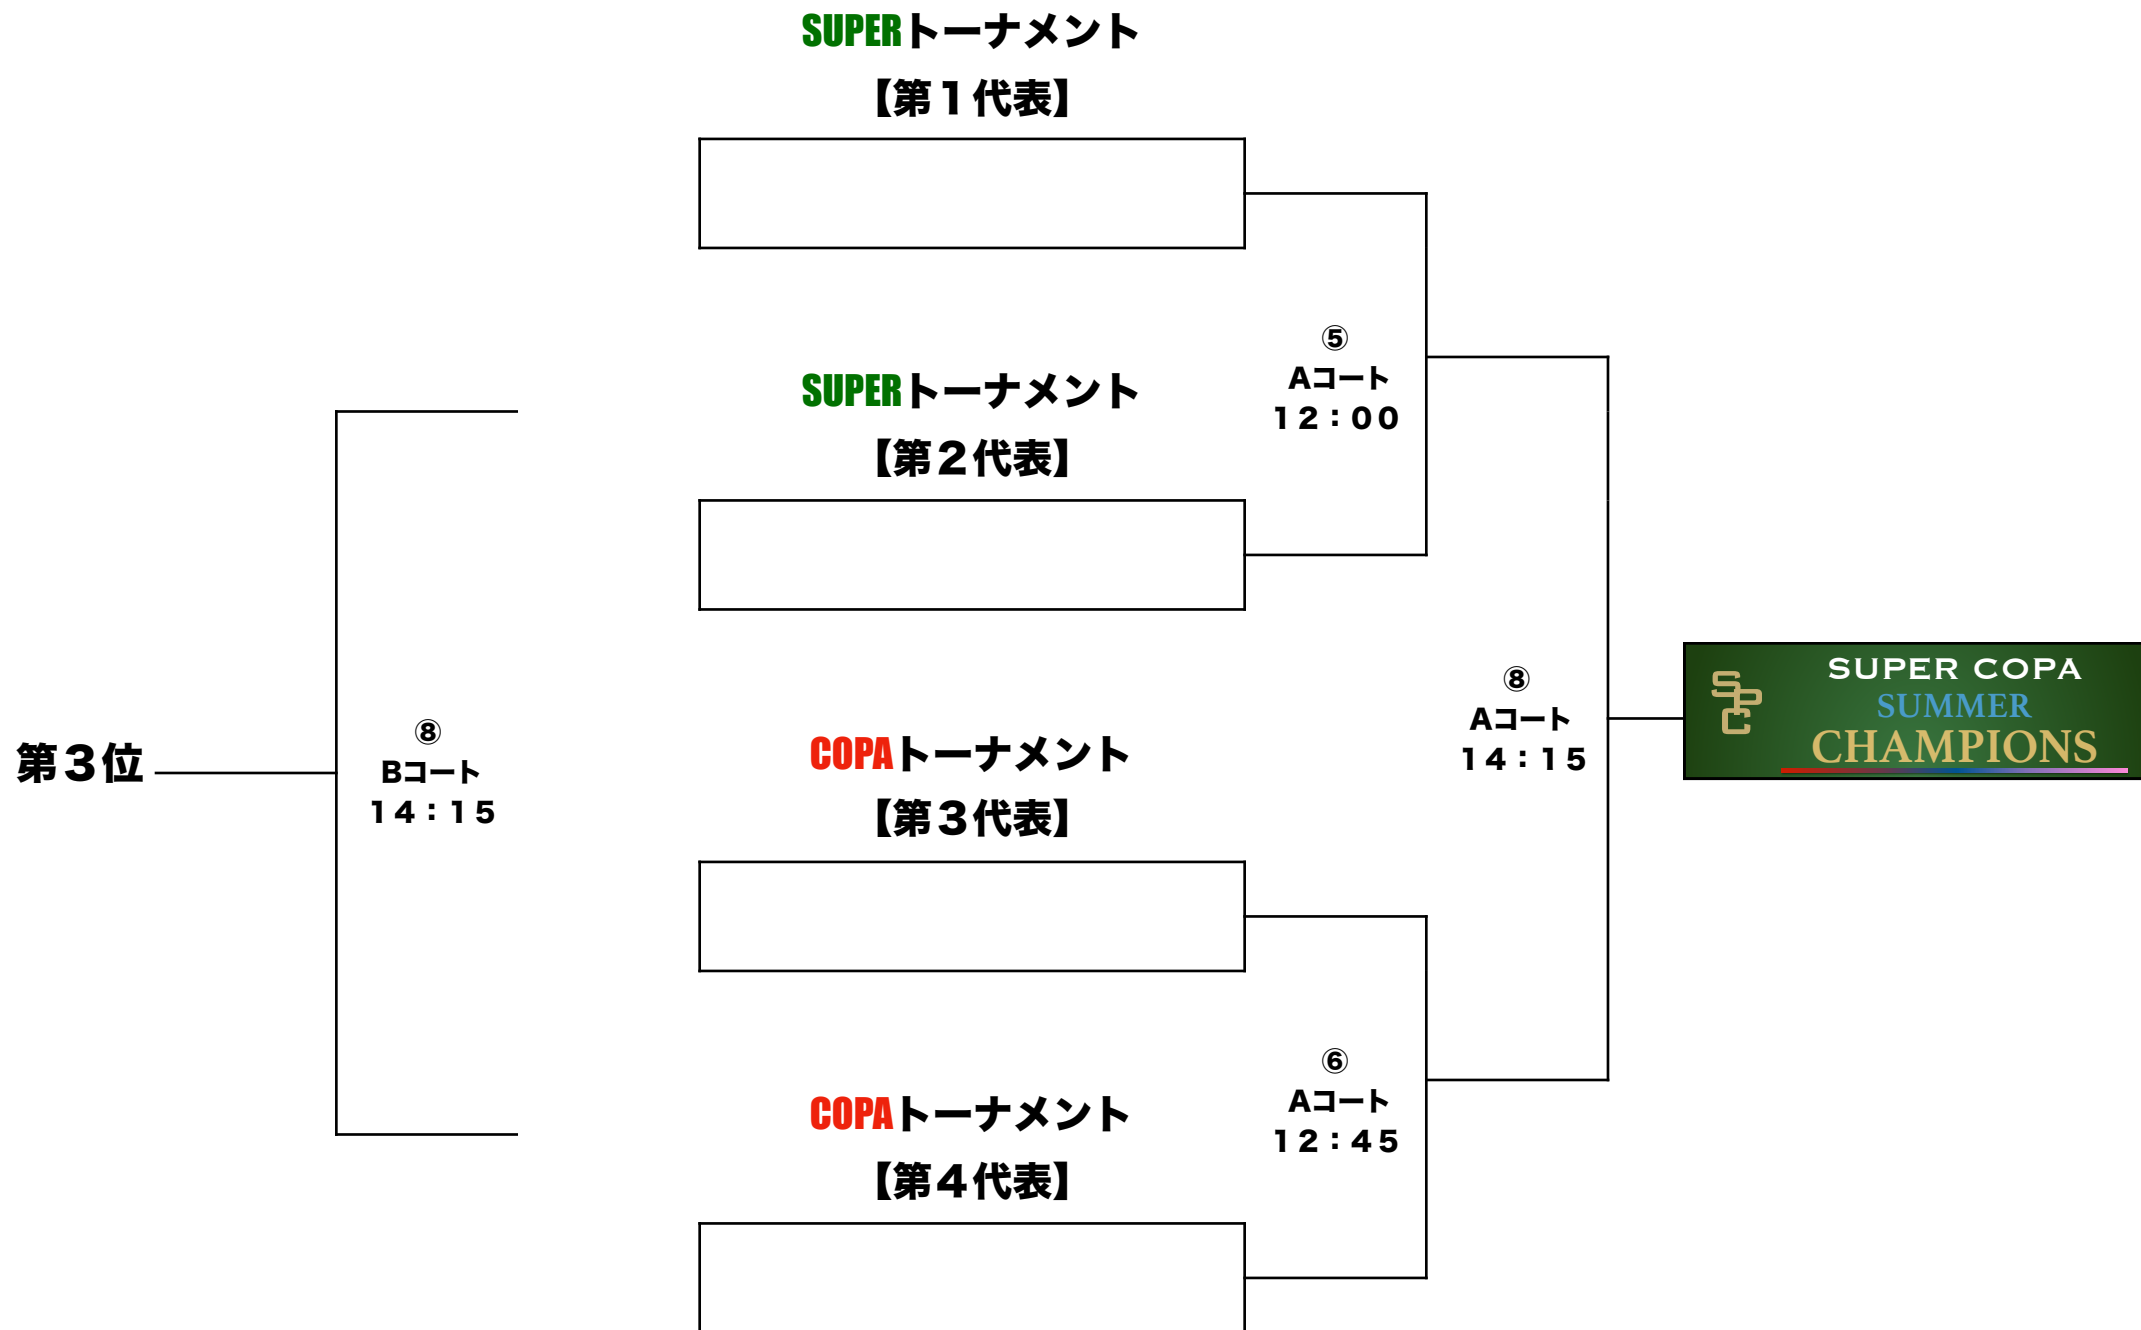 SUPERトーナメント
【第１代表】
⑤
Aコート
１２：００
SUPERトーナメント
【第２代表】
第３位
⑧
Bコート
１４：１５
⑧
Aコート
１４：１５
SPC
SUPER COPA
SUMMER
CHAMPIONS
COPAトーナメント
【第３代表】
⑥
Aコート
１２：４５
COPAトーナメント
【第４代表】